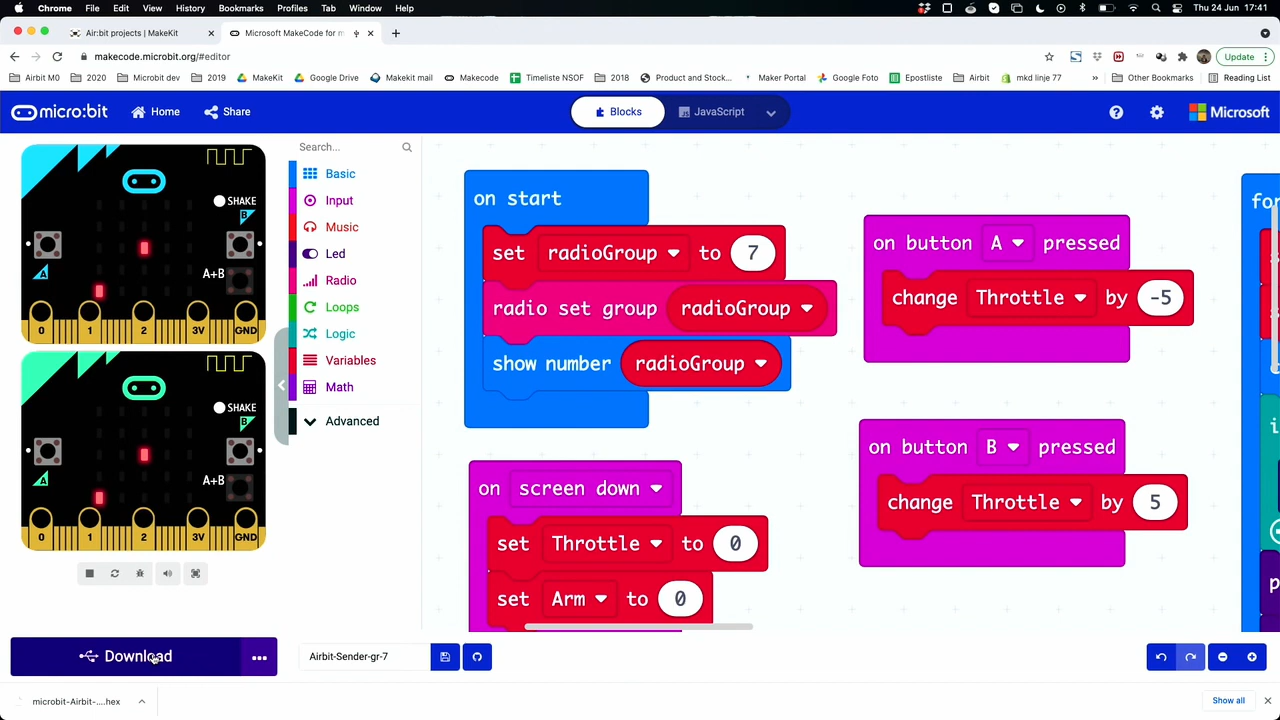 Chrome File Edit View History Bookmarks Profiles Tab Window Help Thu 24 Jun 17:41
Air:bit projects | MakeKit
Microsoft MakeCode for m
makecode.microbit.org/#editor
Update
Airbit M0 2020 Microbit dev 2019 MakeKit Google Drive Makekit mail Makecode Timeliste NSOF 2018 Product and Stock... Maker Portal Google Foto Epostliste Airbit mkd linje 77 » Other Bookmarks Reading List
micro:bit Home Share Blocks JavaScript Microsoft
Search...
Basic
Input
Music
Led
Radio
Loops
Logic
Variables
Math
Advanced
SHAKE
B
A
A+B
0 1 2 3V GND
SHAKE
B
A
A+B
0 1 2 3V GND
on start
set radioGroup to 7
radio set group radioGroup
show number radioGroup
on screen down
set Throttle to 0
set Arm to 0
on button A pressed
change Throttle by -5
on button B pressed
change Throttle by 5
for
i
p
Download
Airbit-Sender-gr-7
microbit-Airbit-....hex
Show all